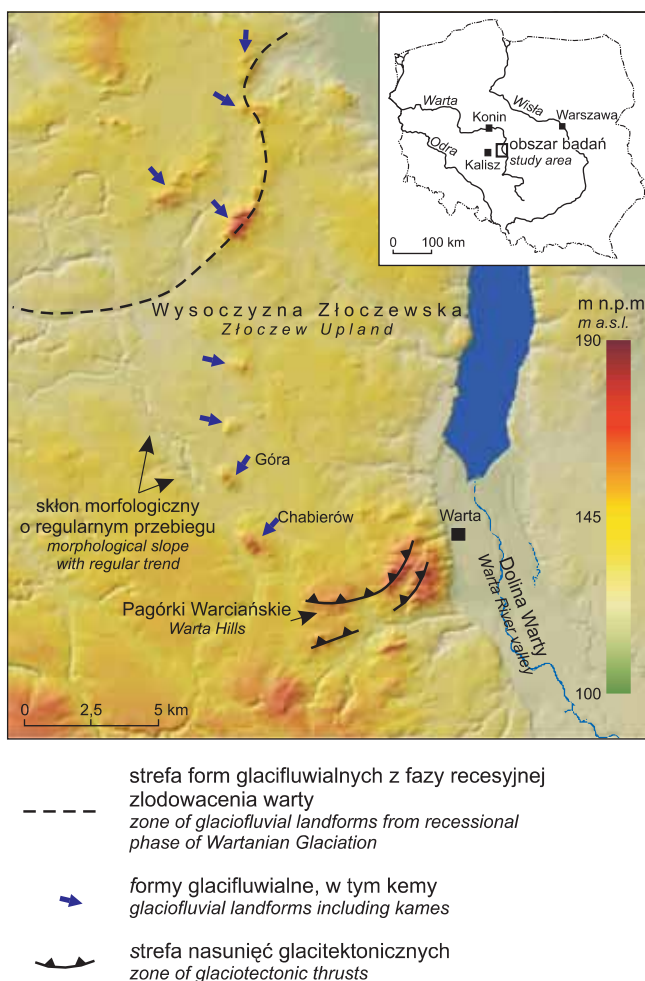 Warta
Konin
Wisła
Warszawa
Odra
Kalisz
obszar badań
study area
0 100 km
Wysoczyzna Złoczewska
Złoczew Upland
m n.p.m
m a.s.l.
190
145
100
Góra
skłon morfologiczny
o regularnym przebiegu
morphological slope
with regular trend
Chabierów
Warta
Pagórki Warciańskie
Warta Hills
Dolina Warty
Warta River valley
0 2,5 5 km
strefa form glacifluwialnych z fazy recesyjnej
zlodowacenia warty
zone of glaciofluvial landforms from recessional
phase of Wartanian Glaciation
formy glacifluwialne, w tym kemy
glaciofluvial landforms including kames
strefa nasunięć glacitektonicznych
zone of glaciotectonic thrusts